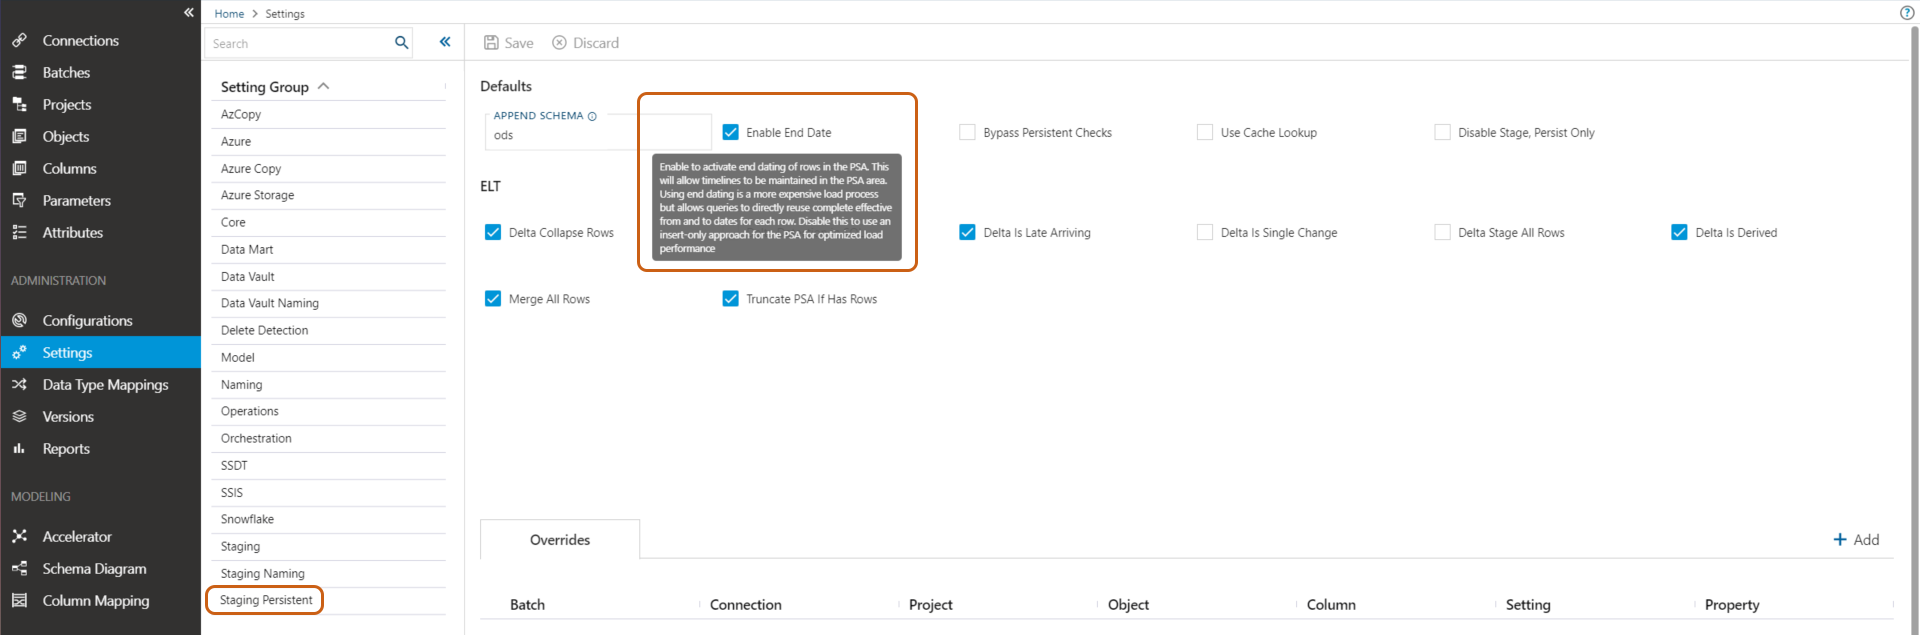 Home > Settings
Connections
Batches
Projects
Objects
Columns
Parameters
Attributes
ADMINISTRATION
Configurations
Settings
Data Type Mappings
Versions
Reports
MODELING
Accelerator
Schema Diagram
Column Mapping
Search
Setting Group
AzCopy
Azure
Azure Copy
Azure Storage
Core
Data Mart
Data Vault
Data Vault Naming
Delete Detection
Model
Naming
Operations
Orchestration
SSDT
SSIS
Snowflake
Staging
Staging Naming
Staging Persistent
Save Discard
Defaults
APPEND SCHEMA
ods
Enable End Date
Bypass Persistent Checks
Use Cache Lookup
Disable Stage, Persist Only
Enable to activate end dating of rows in the PSA. This
will allow timelines to be maintained in the PSA area.
Using end dating is a more expensive load process
but allows queries to directly reuse complete effective
from and to dates for each row. Disable this to use an
insert-only approach for the PSA for optimized load
performance
ELT
Delta Collapse Rows
Delta Is Late Arriving
Delta Is Single Change
Delta Stage All Rows
Delta Is Derived
Merge All Rows
Truncate PSA If Has Rows
Overrides
+ Add
Batch Connection Project Object Column Setting Property